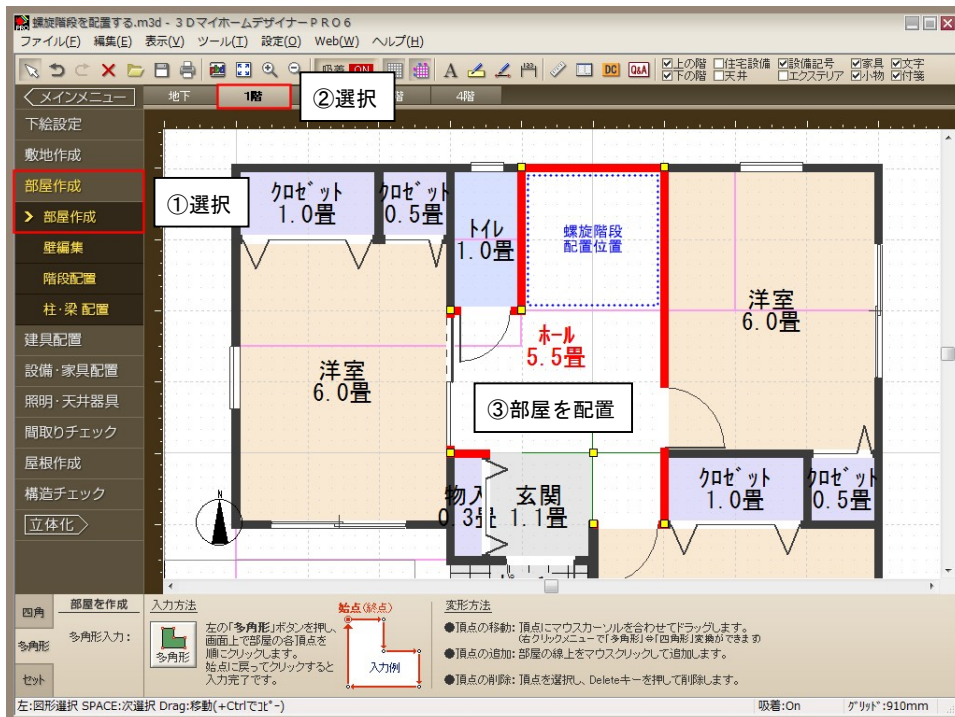 螺旋階段を配置する.m3d - 3DマイホームデザイナーPRO6
ファイル(F) 編集(E) 表示(V) ツール(T) 設定(O) Web(W) ヘルプ(H)
吸着 ON A DC Q&A
上の階 住宅設備 設備記号 家具 文字
下の階 天井 エクステリア 小物 付箋
メインメニュー
地下 1階 階 4階
②選択
下絵設定
敷地作成
部屋作成
①選択
部屋作成
壁編集
階段配置
柱・梁 配置
建具配置
設備・家具配置
照明・天井器具
間取りチェック
屋根作成
構造チェック
立体化
クロゼット
1.0畳
クロゼット
0.5畳
トイレ
1.0畳
螺旋階段
配置位置
洋室
6.0畳
ホール
5.5畳
洋室
6.0畳
③部屋を配置
クロゼット
1.0畳
クロゼット
0.5畳
物入
0.3畳
玄関
1.1畳
N
四角
多角形
セット
部屋を作成
多角形入力:
入力方法
多角形
左の「多角形」ボタンを押し、
画面上で部屋の各頂点を
順にクリックします。
始点に戻ってクリックすると
入力完了です。
始点(終点)
入力例
変形方法
●頂点の移動: 頂点にマウスカーソルを合わせてドラッグします。
(右クリックメニューで「多角形」⇔「四角形」変換ができます)
●頂点の追加: 部屋の線上をマウスクリックして追加します。
●頂点の削除: 頂点を選択し、Deleteキーを押して削除します。
左:図形選択 SPACE:次選択 Drag:移動(+Ctrlでコピー)
吸着:On グリッド:910mm